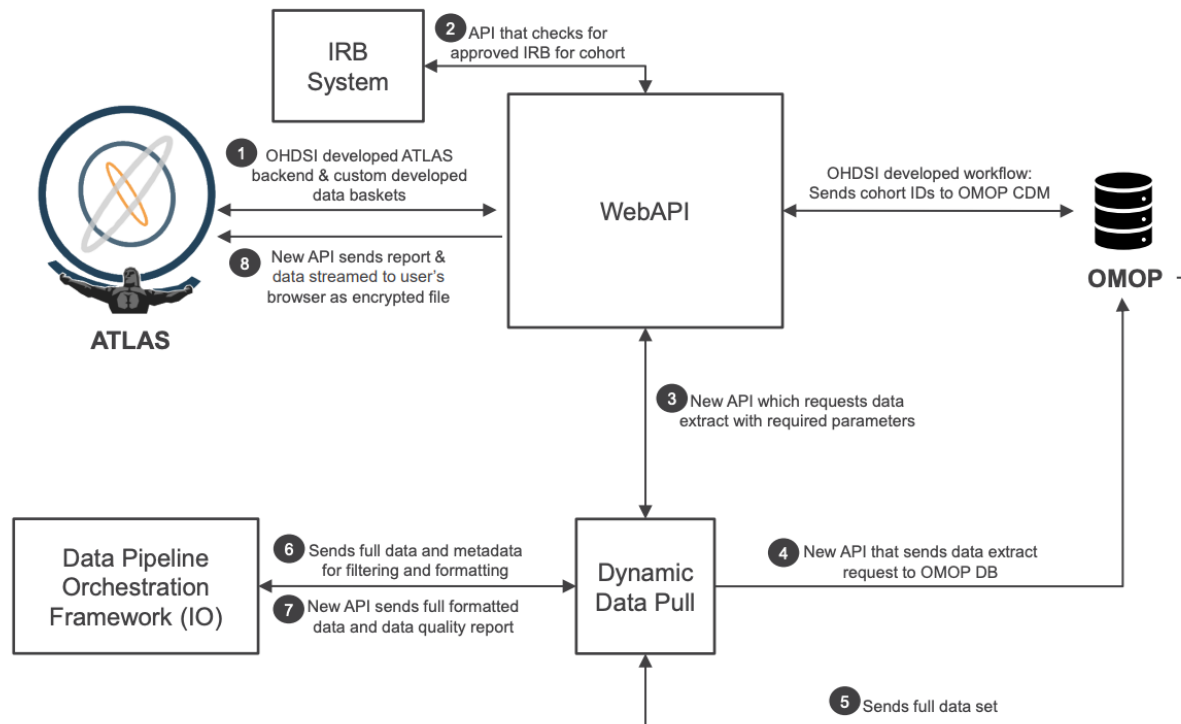 2
API that checks for
approved IRB for cohort
IRB
System
1
OHDSI developed ATLAS
backend & custom developed
data baskets
WebAPI
OHDSI developed workflow:
Sends cohort IDs to OMOP CDM
8
New API sends report &
data streamed to user's
browser as encrypted file
OMOP
ATLAS
3
New API which requests data
extract with required parameters
Data Pipeline
Orchestration
Framework (IO)
6
Sends full data and metadata
for filtering and formatting
7
New API sends full formatted
data and data quality report
Dynamic
Data Pull
4
New API that sends data extract
request to OMOP DB
5
Sends full data set